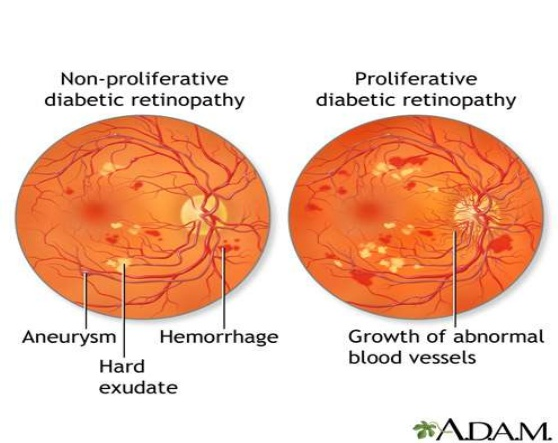 Non-proliferative
diabetic retinopathy
Proliferative
diabetic retinopathy
Aneurysm
Hard
exudate
Hemorrhage
Growth of abnormal
blood vessels
A.D.A.M.